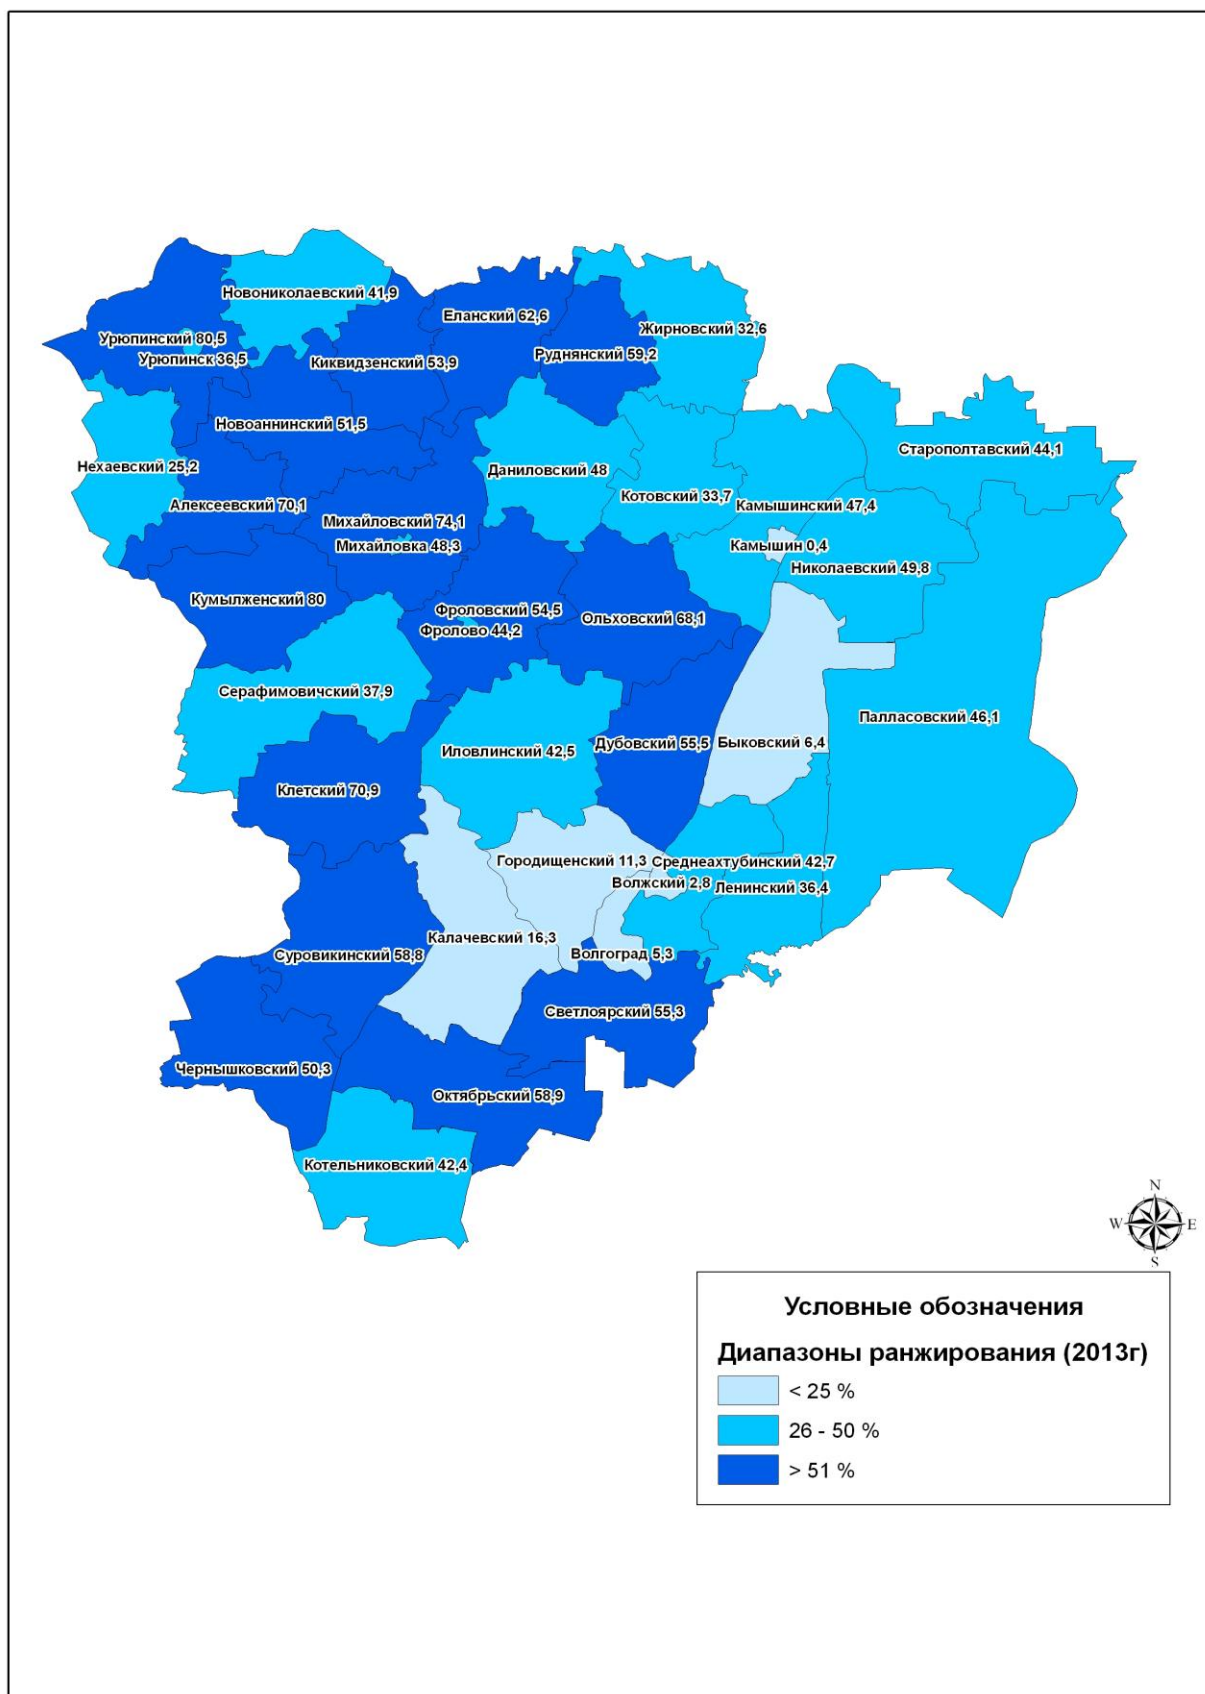 Новониколаевский 41,9
Еланский 62,6
Жирновский 32,6
Урюпинский 80,5
Урюпинск 36,5
Киквидзенский 53,9
Руднянский 59,2
Новоаннинский 51,5
Старополтавский 44,1
Нехаевский 25,2
Даниловский 48
Котовский 33,7
Камышинский 47,4
Алексеевский 70,1
Михайловский 74,1
Михайловка 48,3
Камышин 0,4
Николаевский 49,8
Кумылженский 80
Фроловский 54,5
Фролово 44,2
Ольховский 68,1
Серафимовичский 37,9
Палласовский 46,1
Иловлинский 42,5
Дубовский 55,5
Быковский 6,4
Клетский 70,9
Городищенский 11,3
Среднеахтубинский 42,7
Волжский 2,8
Ленинский 36,4
Калачевский 16,3
Волгоград 5,3
Суровикинский 58,8
Светлоярский 55,3
Чернышковский 50,3
Октябрьский 58,9
Котельниковский 42,4
N
W E
S
Условные обозначения
Диапазоны ранжирования (2013г)
< 25 %
26 - 50 %
> 51 %